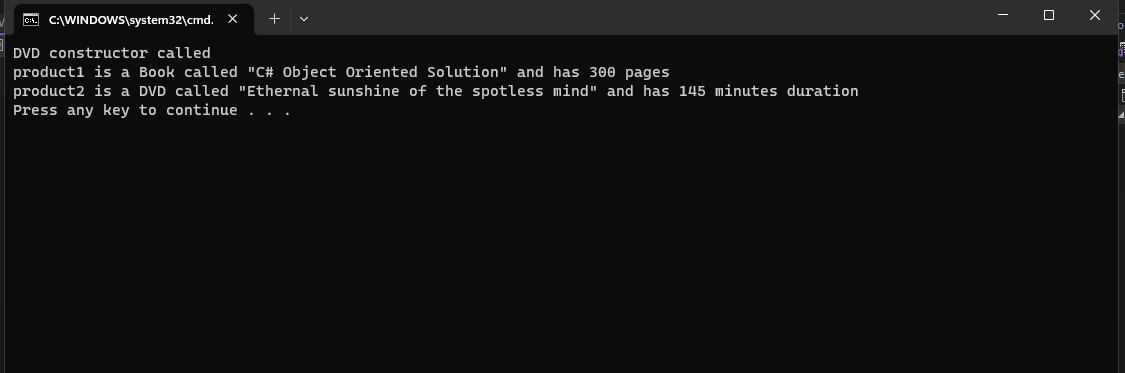 C:\WINDOWS\system32\cmd.
DVD constructor called
product1 is a Book called "C# Object Oriented Solution" and has 300 pages
product2 is a DVD called "Ethernal sunshine of the spotless mind" and has 145 minutes duration
Press any key to continue . . .